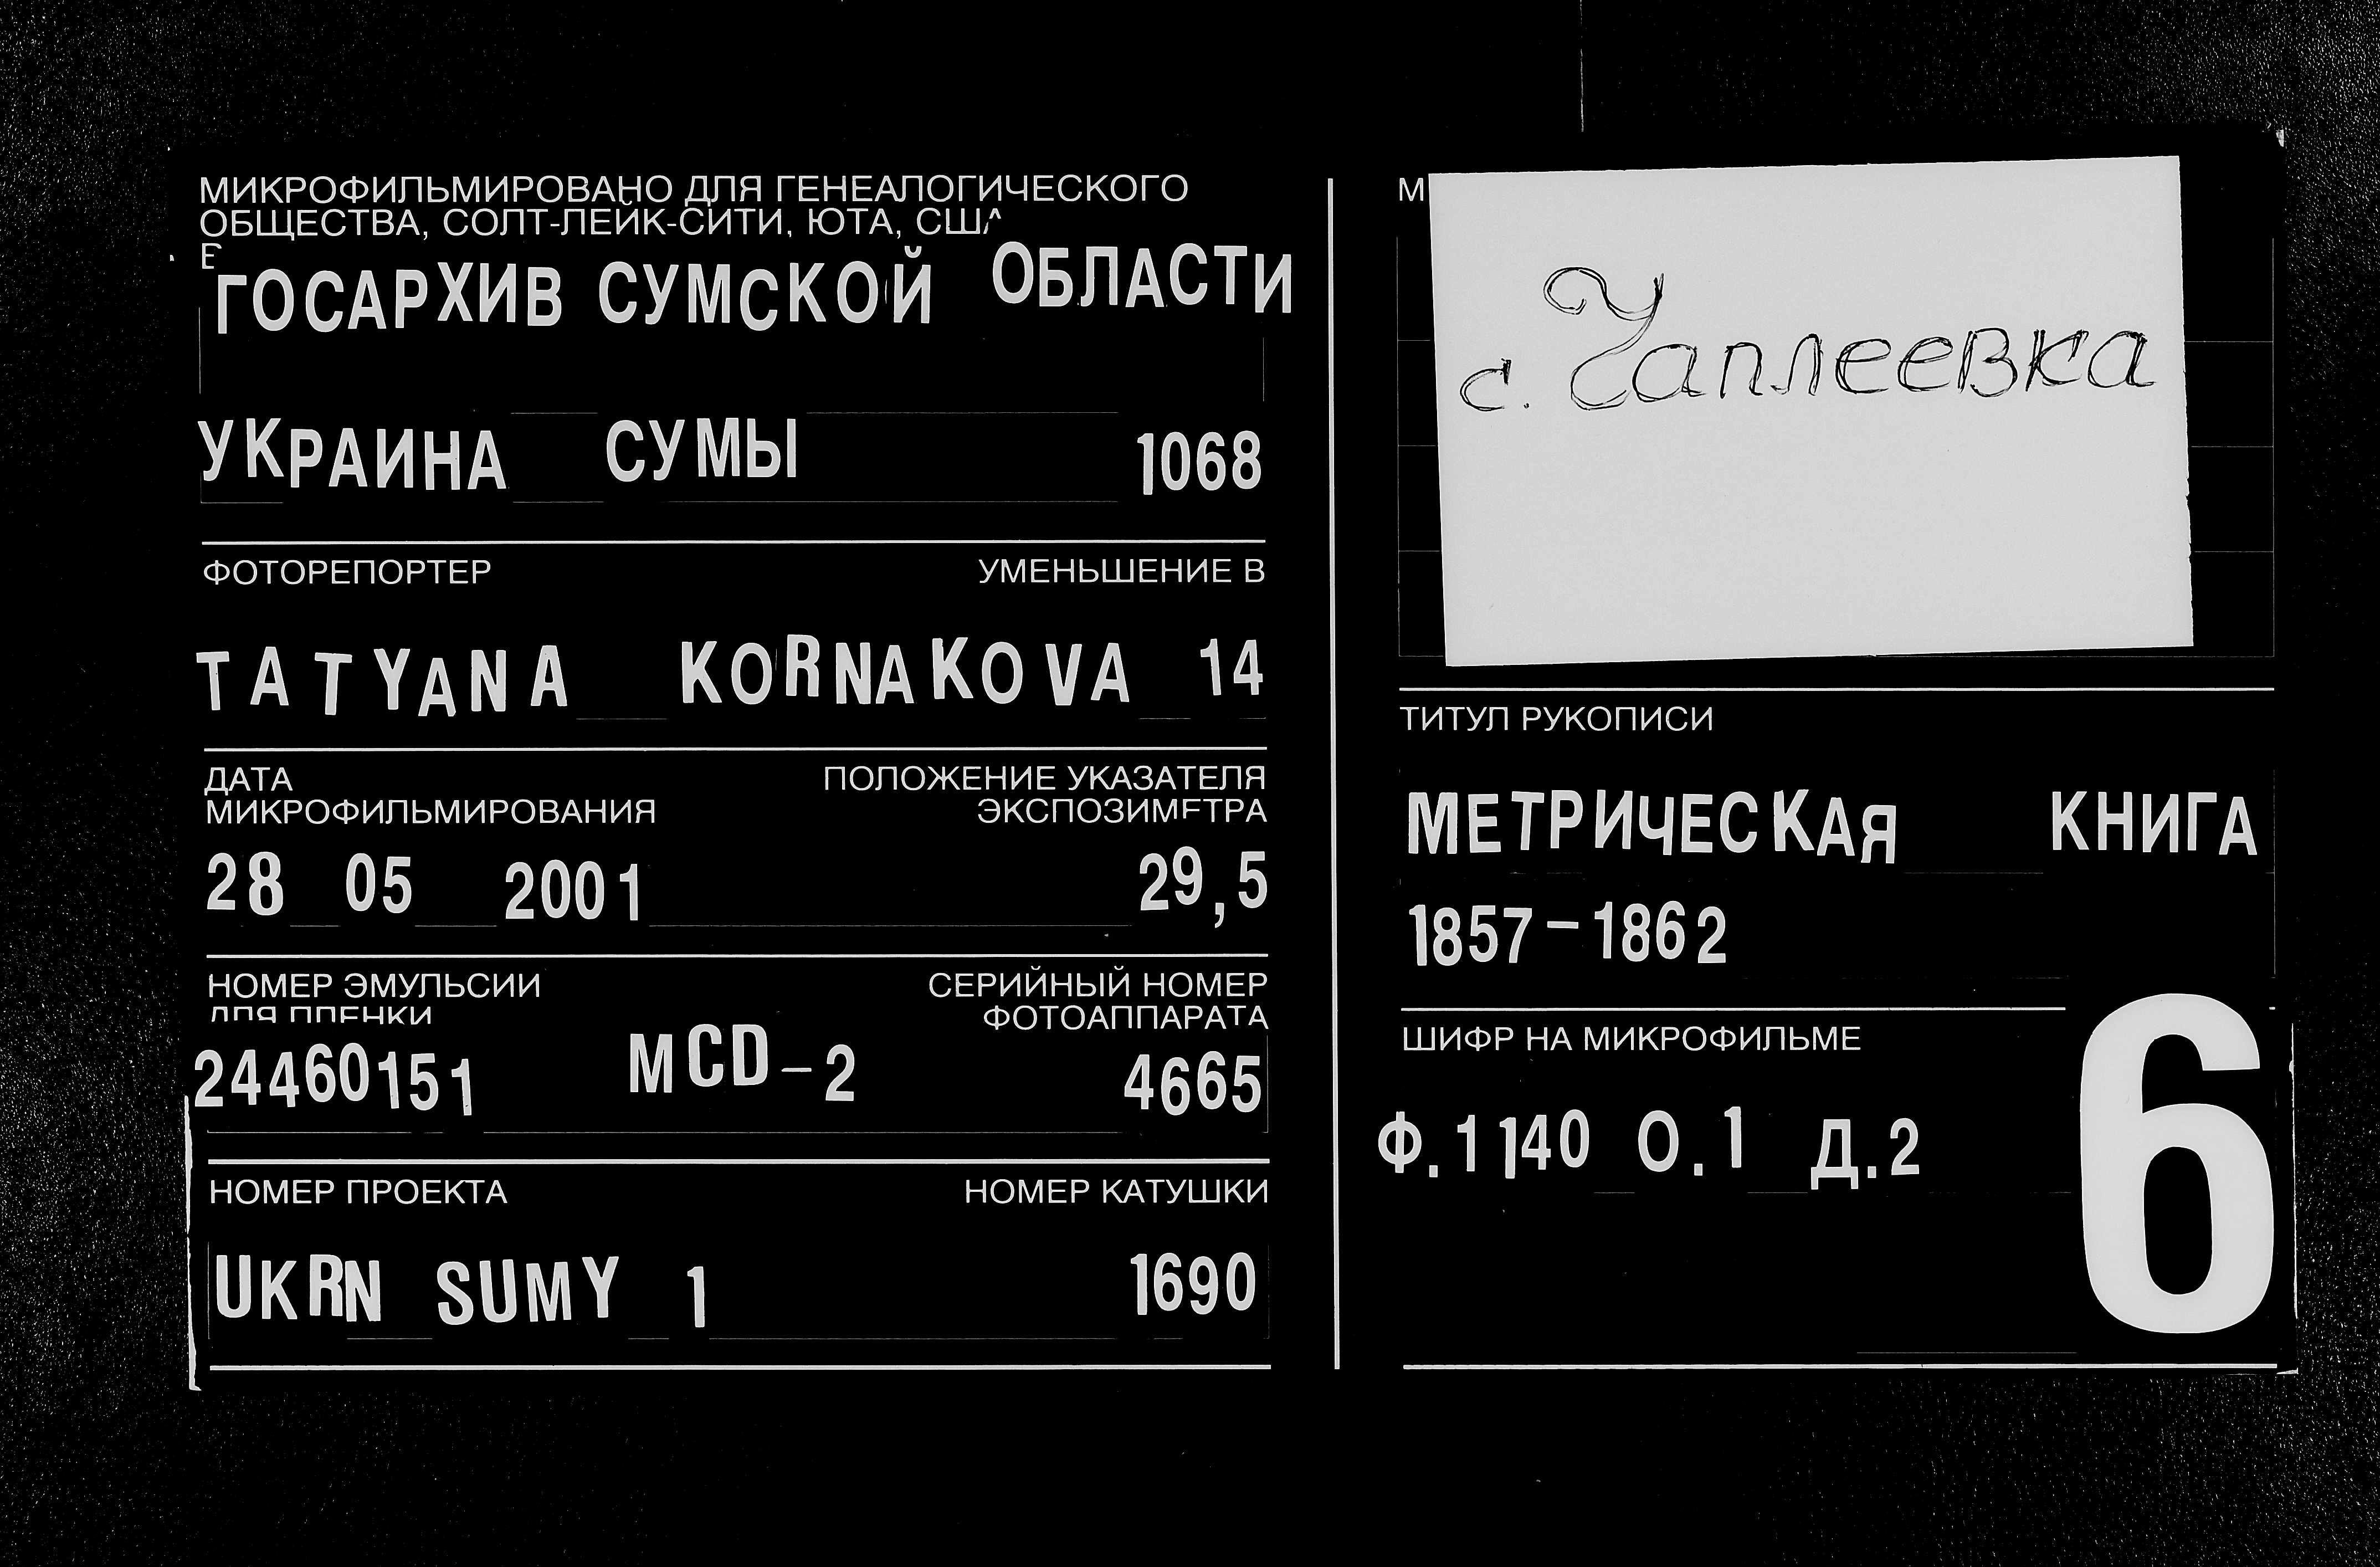 МИКРОФИЛЬМИРОВАНО ДЛЯ ГЕНЕАЛОГИЧЕСКОГО
ОБЩЕСТВА, СОЛТ-ЛЕЙК-СИТИ, ЮТА, США
ГОСАРХИВ СУМСКОЙ ОБЛАСТИ
УКРАИНА СУМЫ 1068
ФОТОРЕПОРТЕР УМЕНЬШЕНИЕ В
TATYANA KORNAKOVA 14
ДАТА ПОЛОЖЕНИЕ УКАЗАТЕЛЯ
МИКРОФИЛЬМИРОВАНИЯ ЭКСПОЗИМЕТРА
28 05 2001 29,5
НОМЕР ЭМУЛЬСИИ СЕРИЙНЫЙ НОМЕР
ДЛЯ ПЛЕНКИ ФОТОАППАРАТА
24460151 MCD-2 4665
НОМЕР ПРОЕКТА НОМЕР КАТУШКИ
UKRN SUMY 1 1690
М
с. Чаплеевка
ТИТУЛ РУКОПИСИ
МЕТРИЧЕСКАЯ КНИГА
1857-1862
ШИФР НА МИКРОФИЛЬМЕ
Ф.1140 О.1 Д.2
6